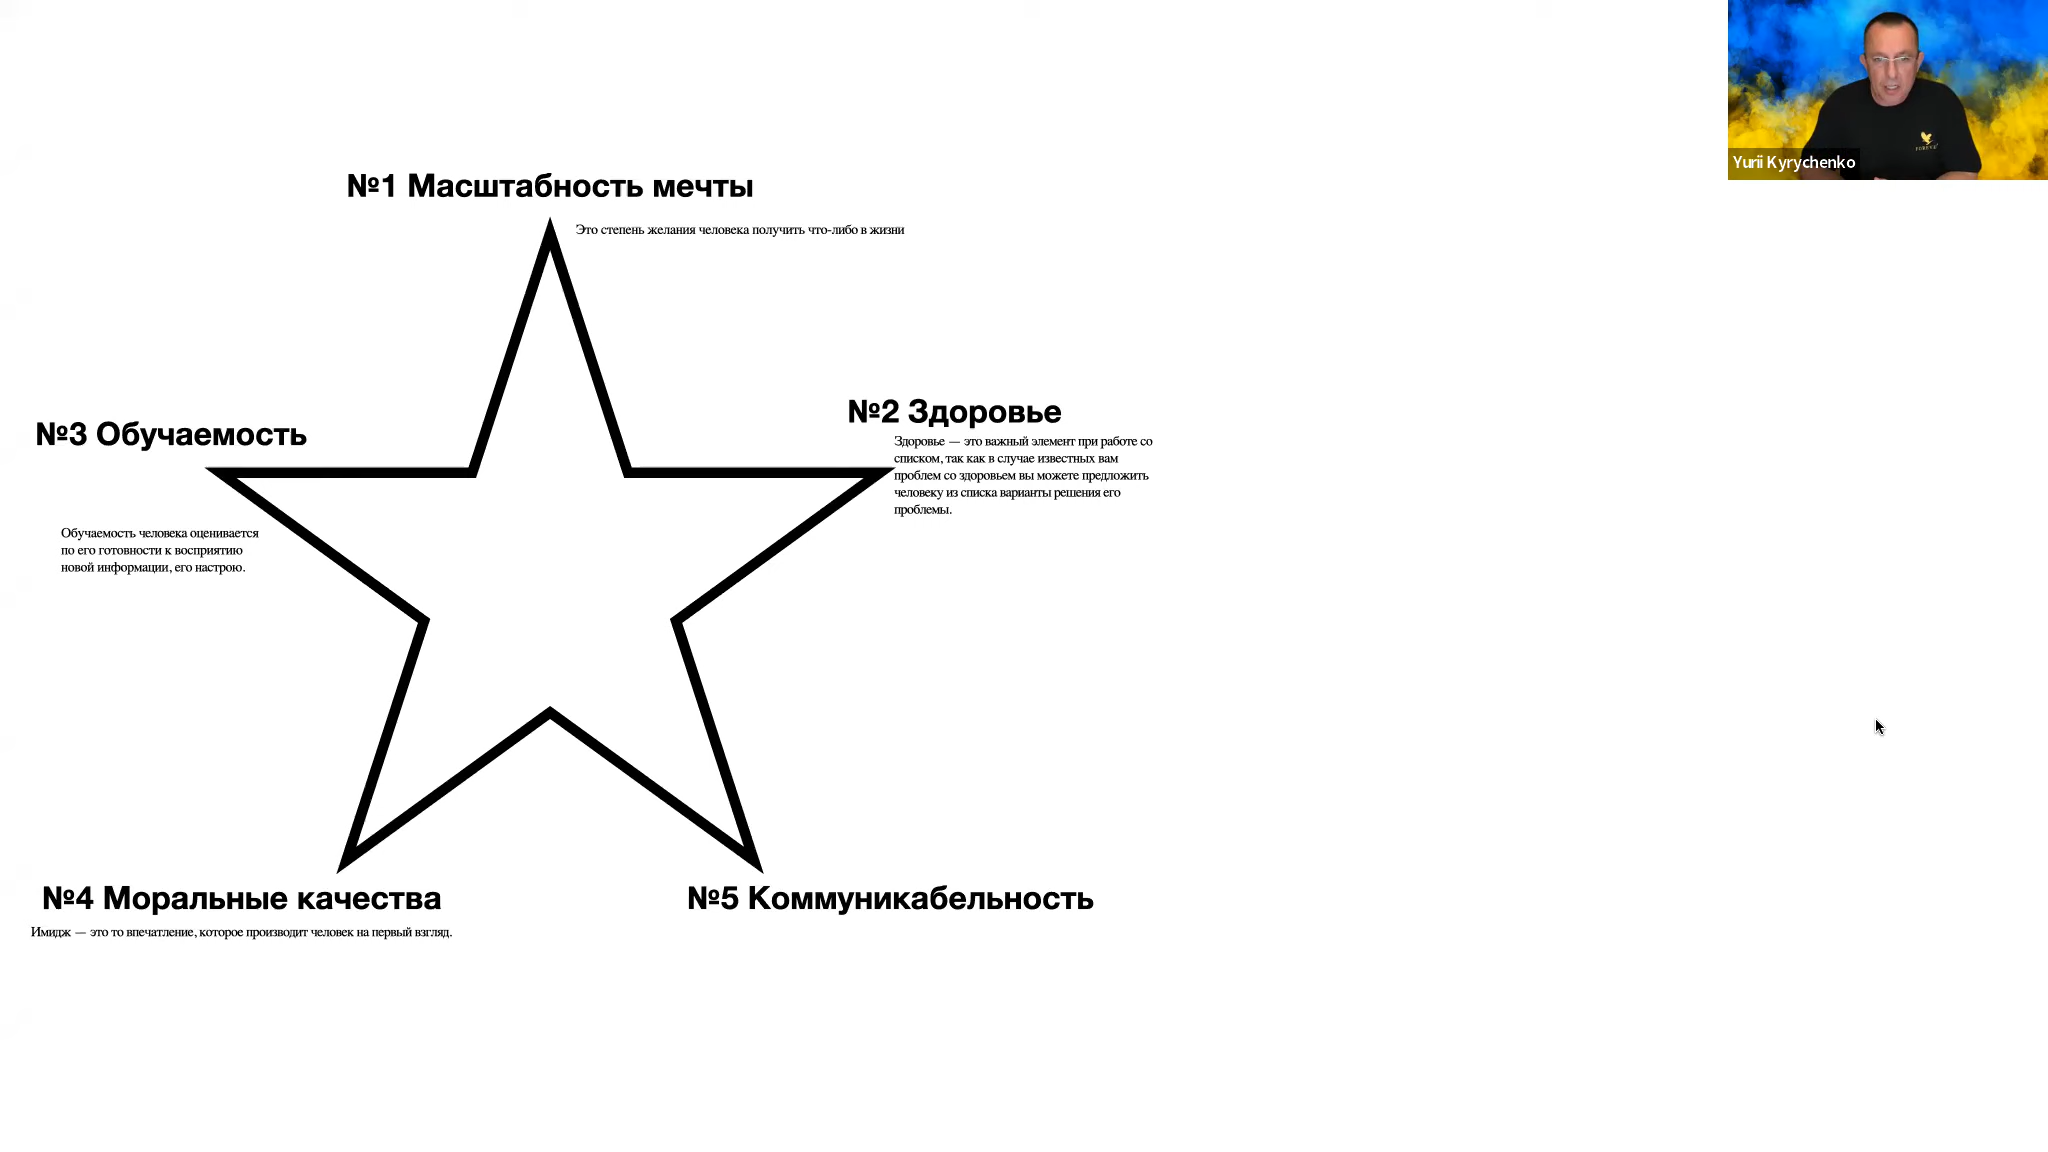 Yurii Kyrychenko
№1 Масштабность мечты
Это степень желания человека получить что-либо в жизни
№2 Здоровье
Здоровье — это важный элемент при работе со
списком, так как в случае известных вам
проблем со здоровьем вы можете предложить
человеку из списка варианты решения его
проблемы.
№3 Обучаемость
Обучаемость человека оценивается
по его готовности к восприятию
новой информации, его настрою.
№4 Моральные качества
Имидж — это то впечатление, которое производит человек на первый взгляд.
№5 Коммуникабельность